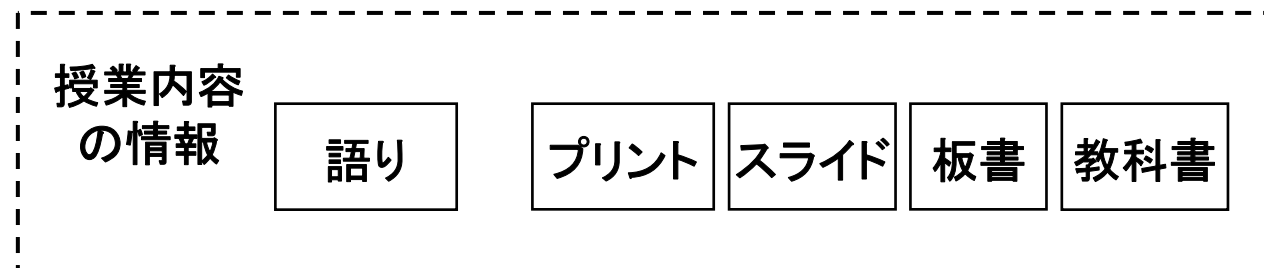 授業内容
の情報
語り
プリント
スライド
板書
教科書